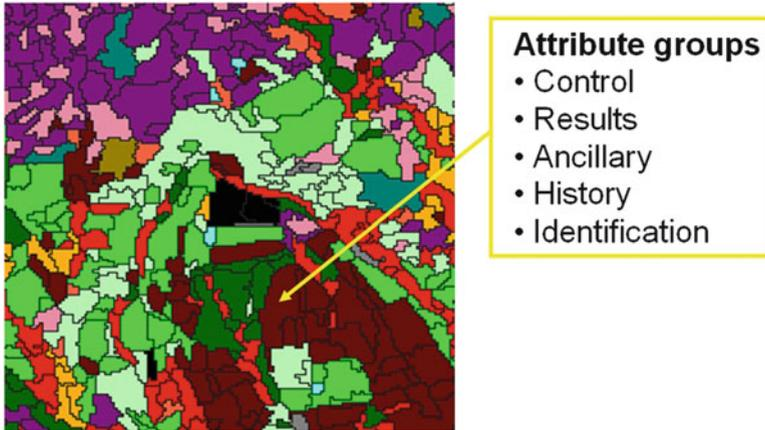 Attribute groups
• Control
• Results
• Ancillary
• History
• Identification